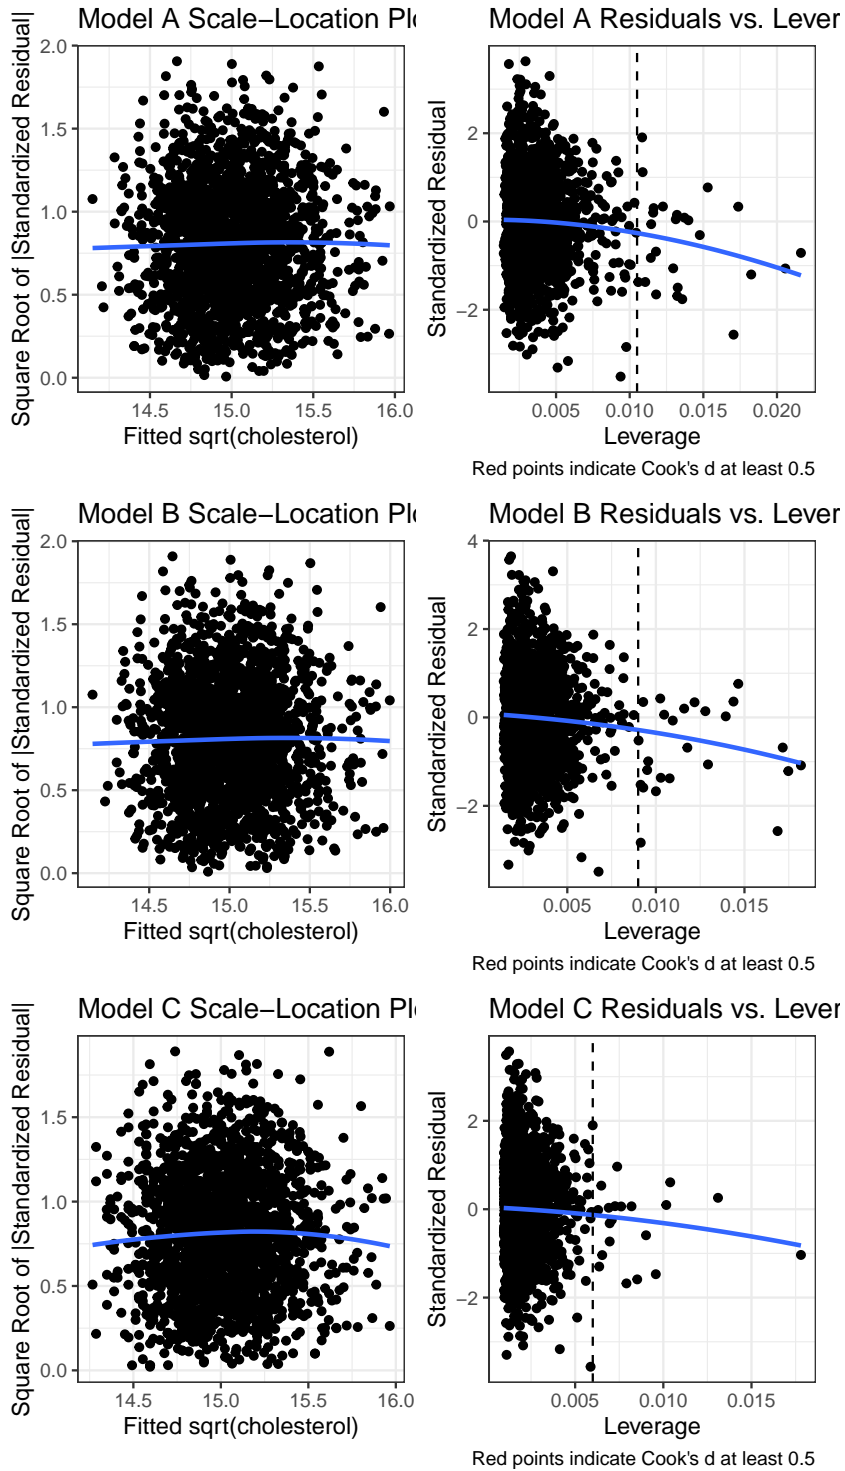 Model A Scale−Location Plo
Square Root of |Standardized Residual|
2.0
1.5
1.0
0.5
0.0
14.5 15.0 15.5 16.0
Fitted sqrt(cholesterol)
Model A Residuals vs. Lever
Standardized Residual
2
0
−2
0.005 0.010 0.015 0.020
Leverage
Red points indicate Cook's d at least 0.5
Model B Scale−Location Plo
Square Root of |Standardized Residual|
2.0
1.5
1.0
0.5
0.0
14.5 15.0 15.5 16.0
Fitted sqrt(cholesterol)
Model B Residuals vs. Lever
Standardized Residual
4
2
0
−2
0.005 0.010 0.015
Leverage
Red points indicate Cook's d at least 0.5
Model C Scale−Location Plo
Square Root of |Standardized Residual|
1.5
1.0
0.5
0.0
14.5 15.0 15.5 16.0
Fitted sqrt(cholesterol)
Model C Residuals vs. Lever
Standardized Residual
2
0
−2
0.005 0.010 0.015
Leverage
Red points indicate Cook's d at least 0.5